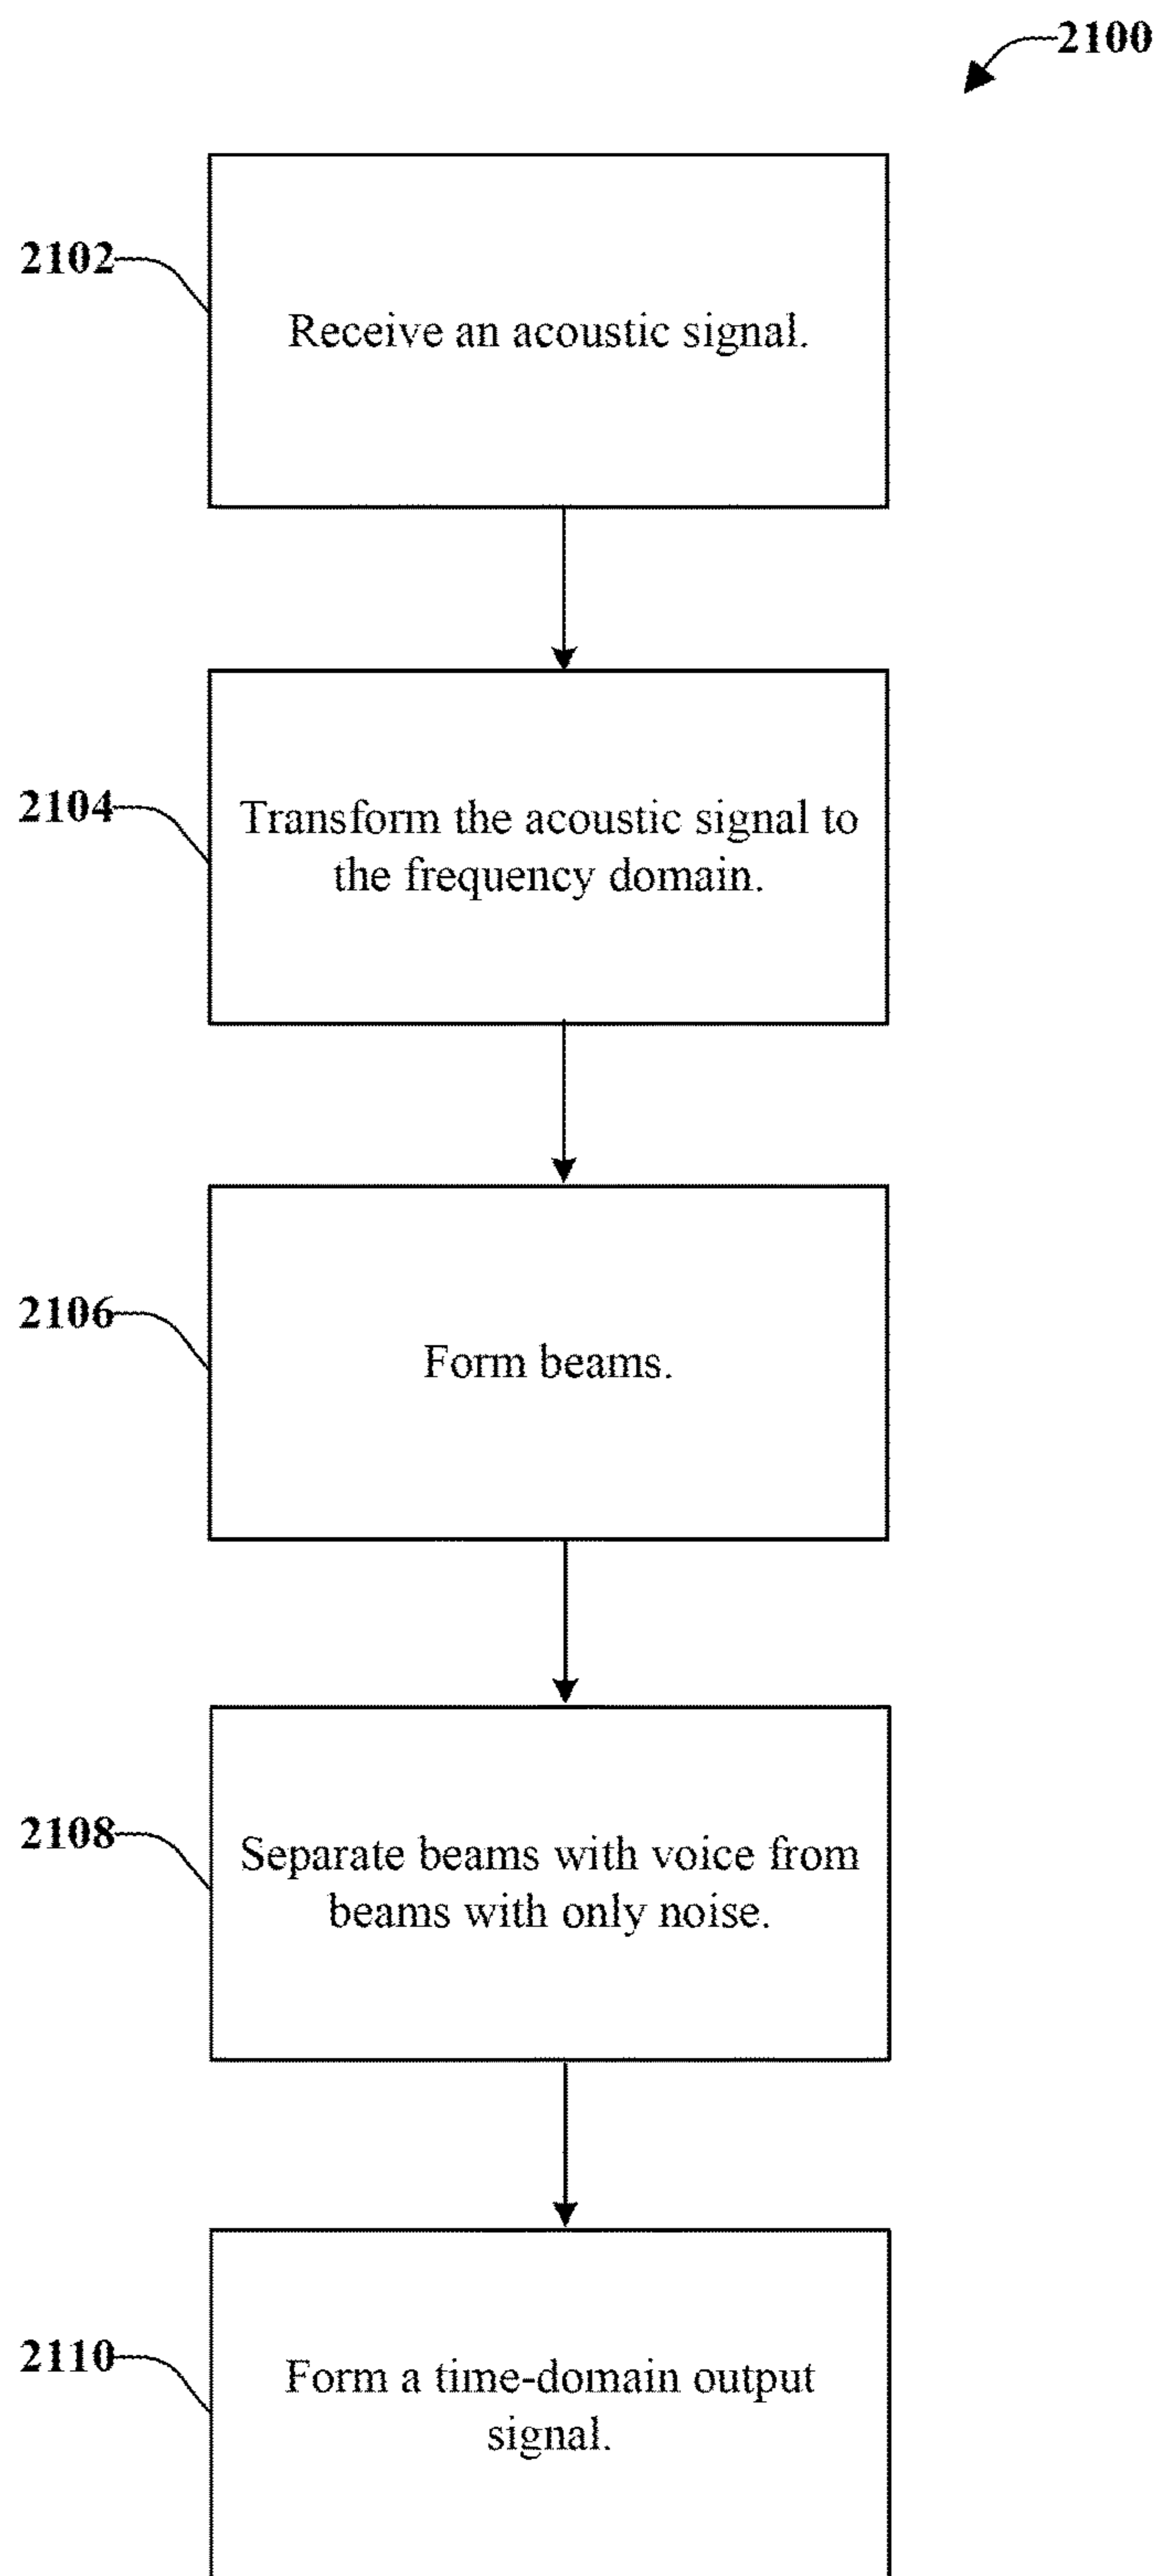 2100
2102
Receive an acoustic signal.
2104
Transform the acoustic signal to
the frequency domain.
2106
Form beams.
2108
Separate beams with voice from
beams with only noise.
2110
Form a time-domain output
signal.